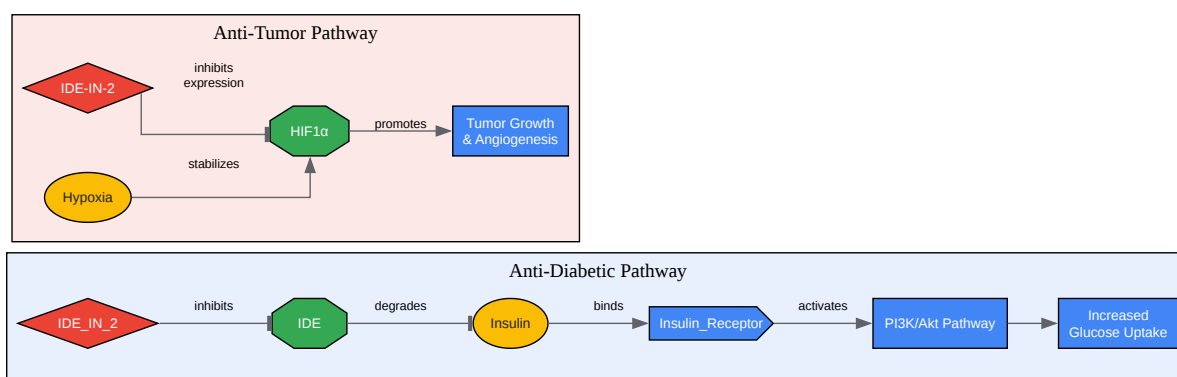 Anti-Tumor Pathway
inhibits
expression
IDE-IN-2
HIF1α
promotes
Tumor Growth
& Angiogenesis
stabilizes
Hypoxia
Anti-Diabetic Pathway
IDE_IN_2
inhibits
IDE
degrades
Insulin
binds
Insulin_Receptor
activates
PI3K/Akt Pathway
Increased
Glucose Uptake